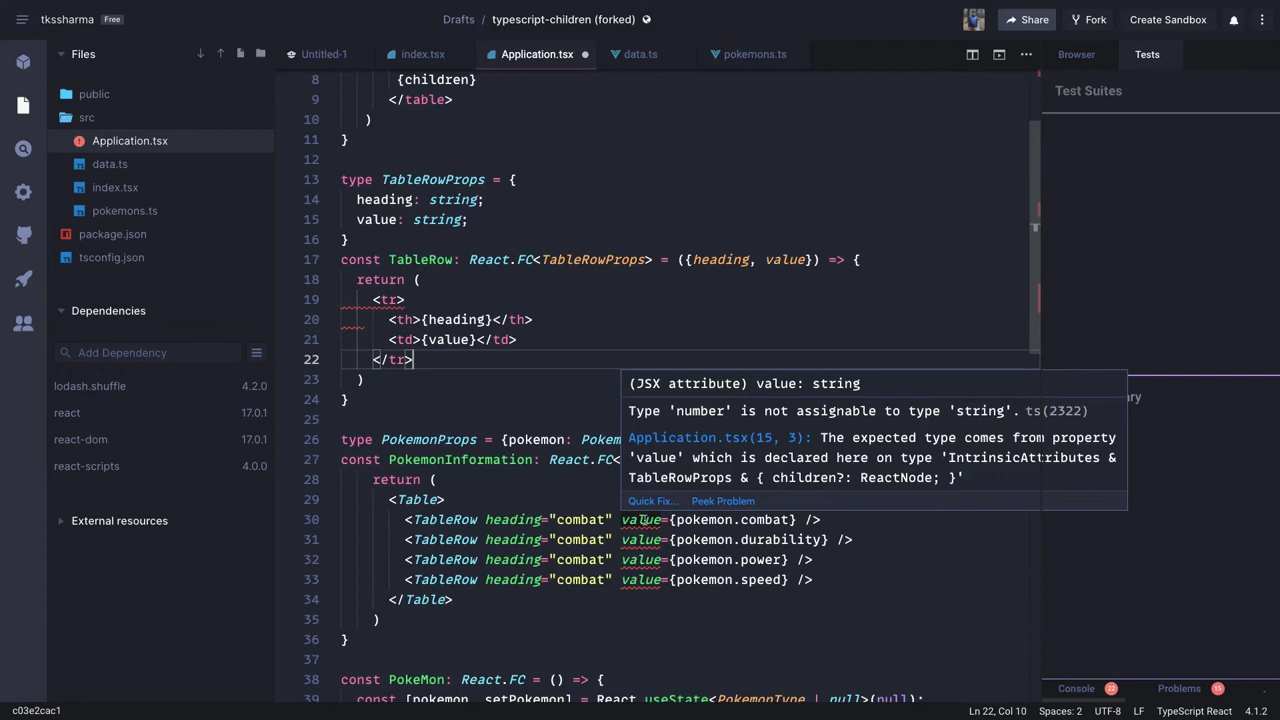 tkssharma Free
Drafts / typescript-children (forked)
Share Fork Create Sandbox
Files
Untitled-1 index.tsx Application.tsx data.ts pokemons.ts
Browser Tests
Test Suites
public
src
Application.tsx
data.ts
index.tsx
pokemons.ts
package.json
tsconfig.json
Dependencies
Add Dependency
lodash.shuffle 4.2.0
react 17.0.1
react-dom 17.0.1
react-scripts 4.0.0
External resources
8 {children}
9 </table>
10 )
11 }
12
13 type TableRowProps = {
14 heading: string;
15 value: string;
16 }
17 const TableRow: React.FC<TableRowProps> = ({heading, value}) => {
18 return (
19 <tr>
20 <th>{heading}</th>
21 <td>{value}</td>
22 </tr>
23 )
24 }
25
26 type PokemonProps = {pokemon: Pokem
27 const PokemonInformation: React.FC<
28 return (
29 <Table>
30 <TableRow heading="combat" value={pokemon.combat} />
31 <TableRow heading="combat" value={pokemon.durability} />
32 <TableRow heading="combat" value={pokemon.power} />
33 <TableRow heading="combat" value={pokemon.speed} />
34 </Table>
35 )
36 }
37
38 const PokeMon: React.FC = () => {
39 const [pokemon, setPokemon] = React.useState<PokemonType | null>(null);
(JSX attribute) value: string
Type 'number' is not assignable to type 'string'. ts(2322)
Application.tsx(15, 3): The expected type comes from property
'value' which is declared here on type 'IntrinsicAttributes &
TableRowProps & { children?: ReactNode; }'
Quick Fix... Peek Problem
Console 22 Problems 15
c03e2cac1
Ln 22, Col 10 Spaces: 2 UTF-8 LF TypeScript React 4.1.2